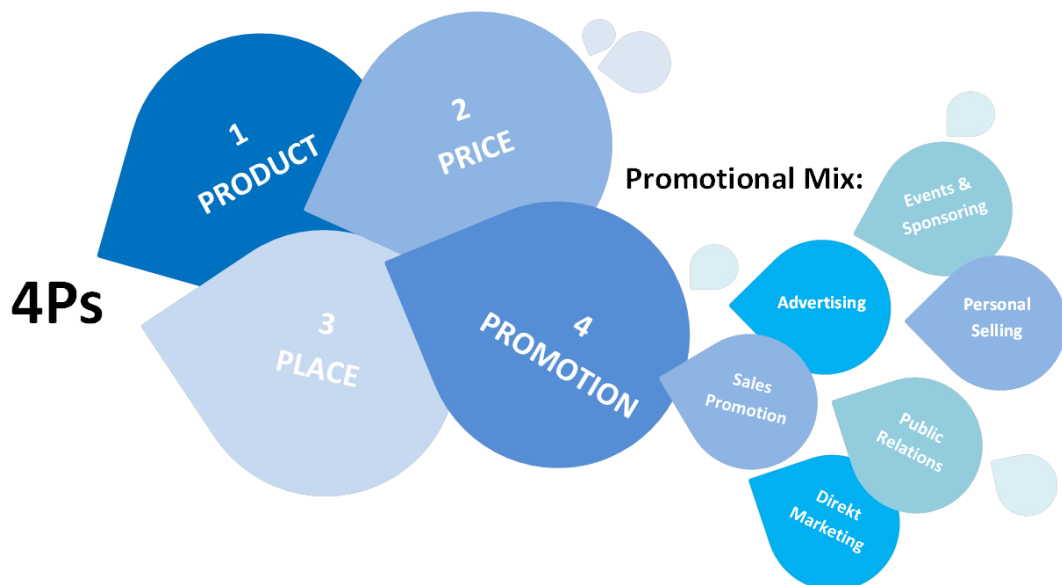 1
PRODUCT
2
PRICE
4Ps
3
PLACE
4
PROMOTION
Promotional Mix:
Events &
Sponsoring
Advertising
Personal
Selling
Sales
Promotion
Public
Relations
Direkt
Marketing